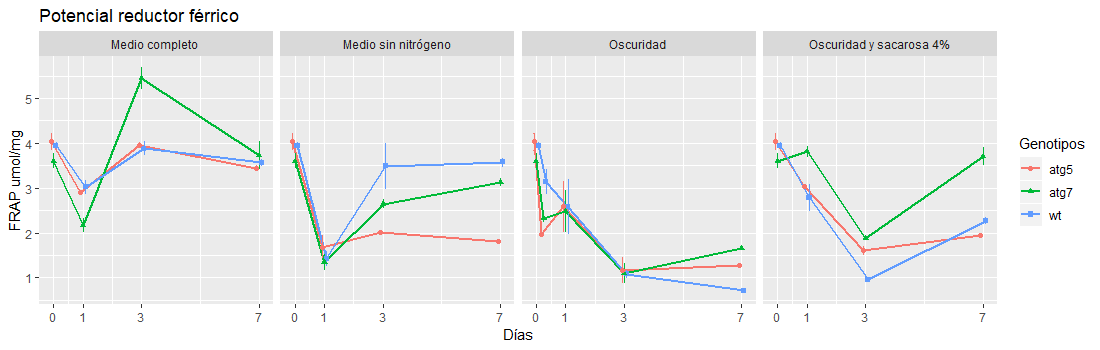 Potencial reductor férrico
Medio completo
Medio sin nitrógeno
Oscuridad
Oscuridad y sacarosa 4%
FRAP umol/mg
5
4
3
2
1
0 1 3 7
0 1 3 7
0 1 3 7
0 1 3 7
Días
Genotipos
atg5
atg7
wt